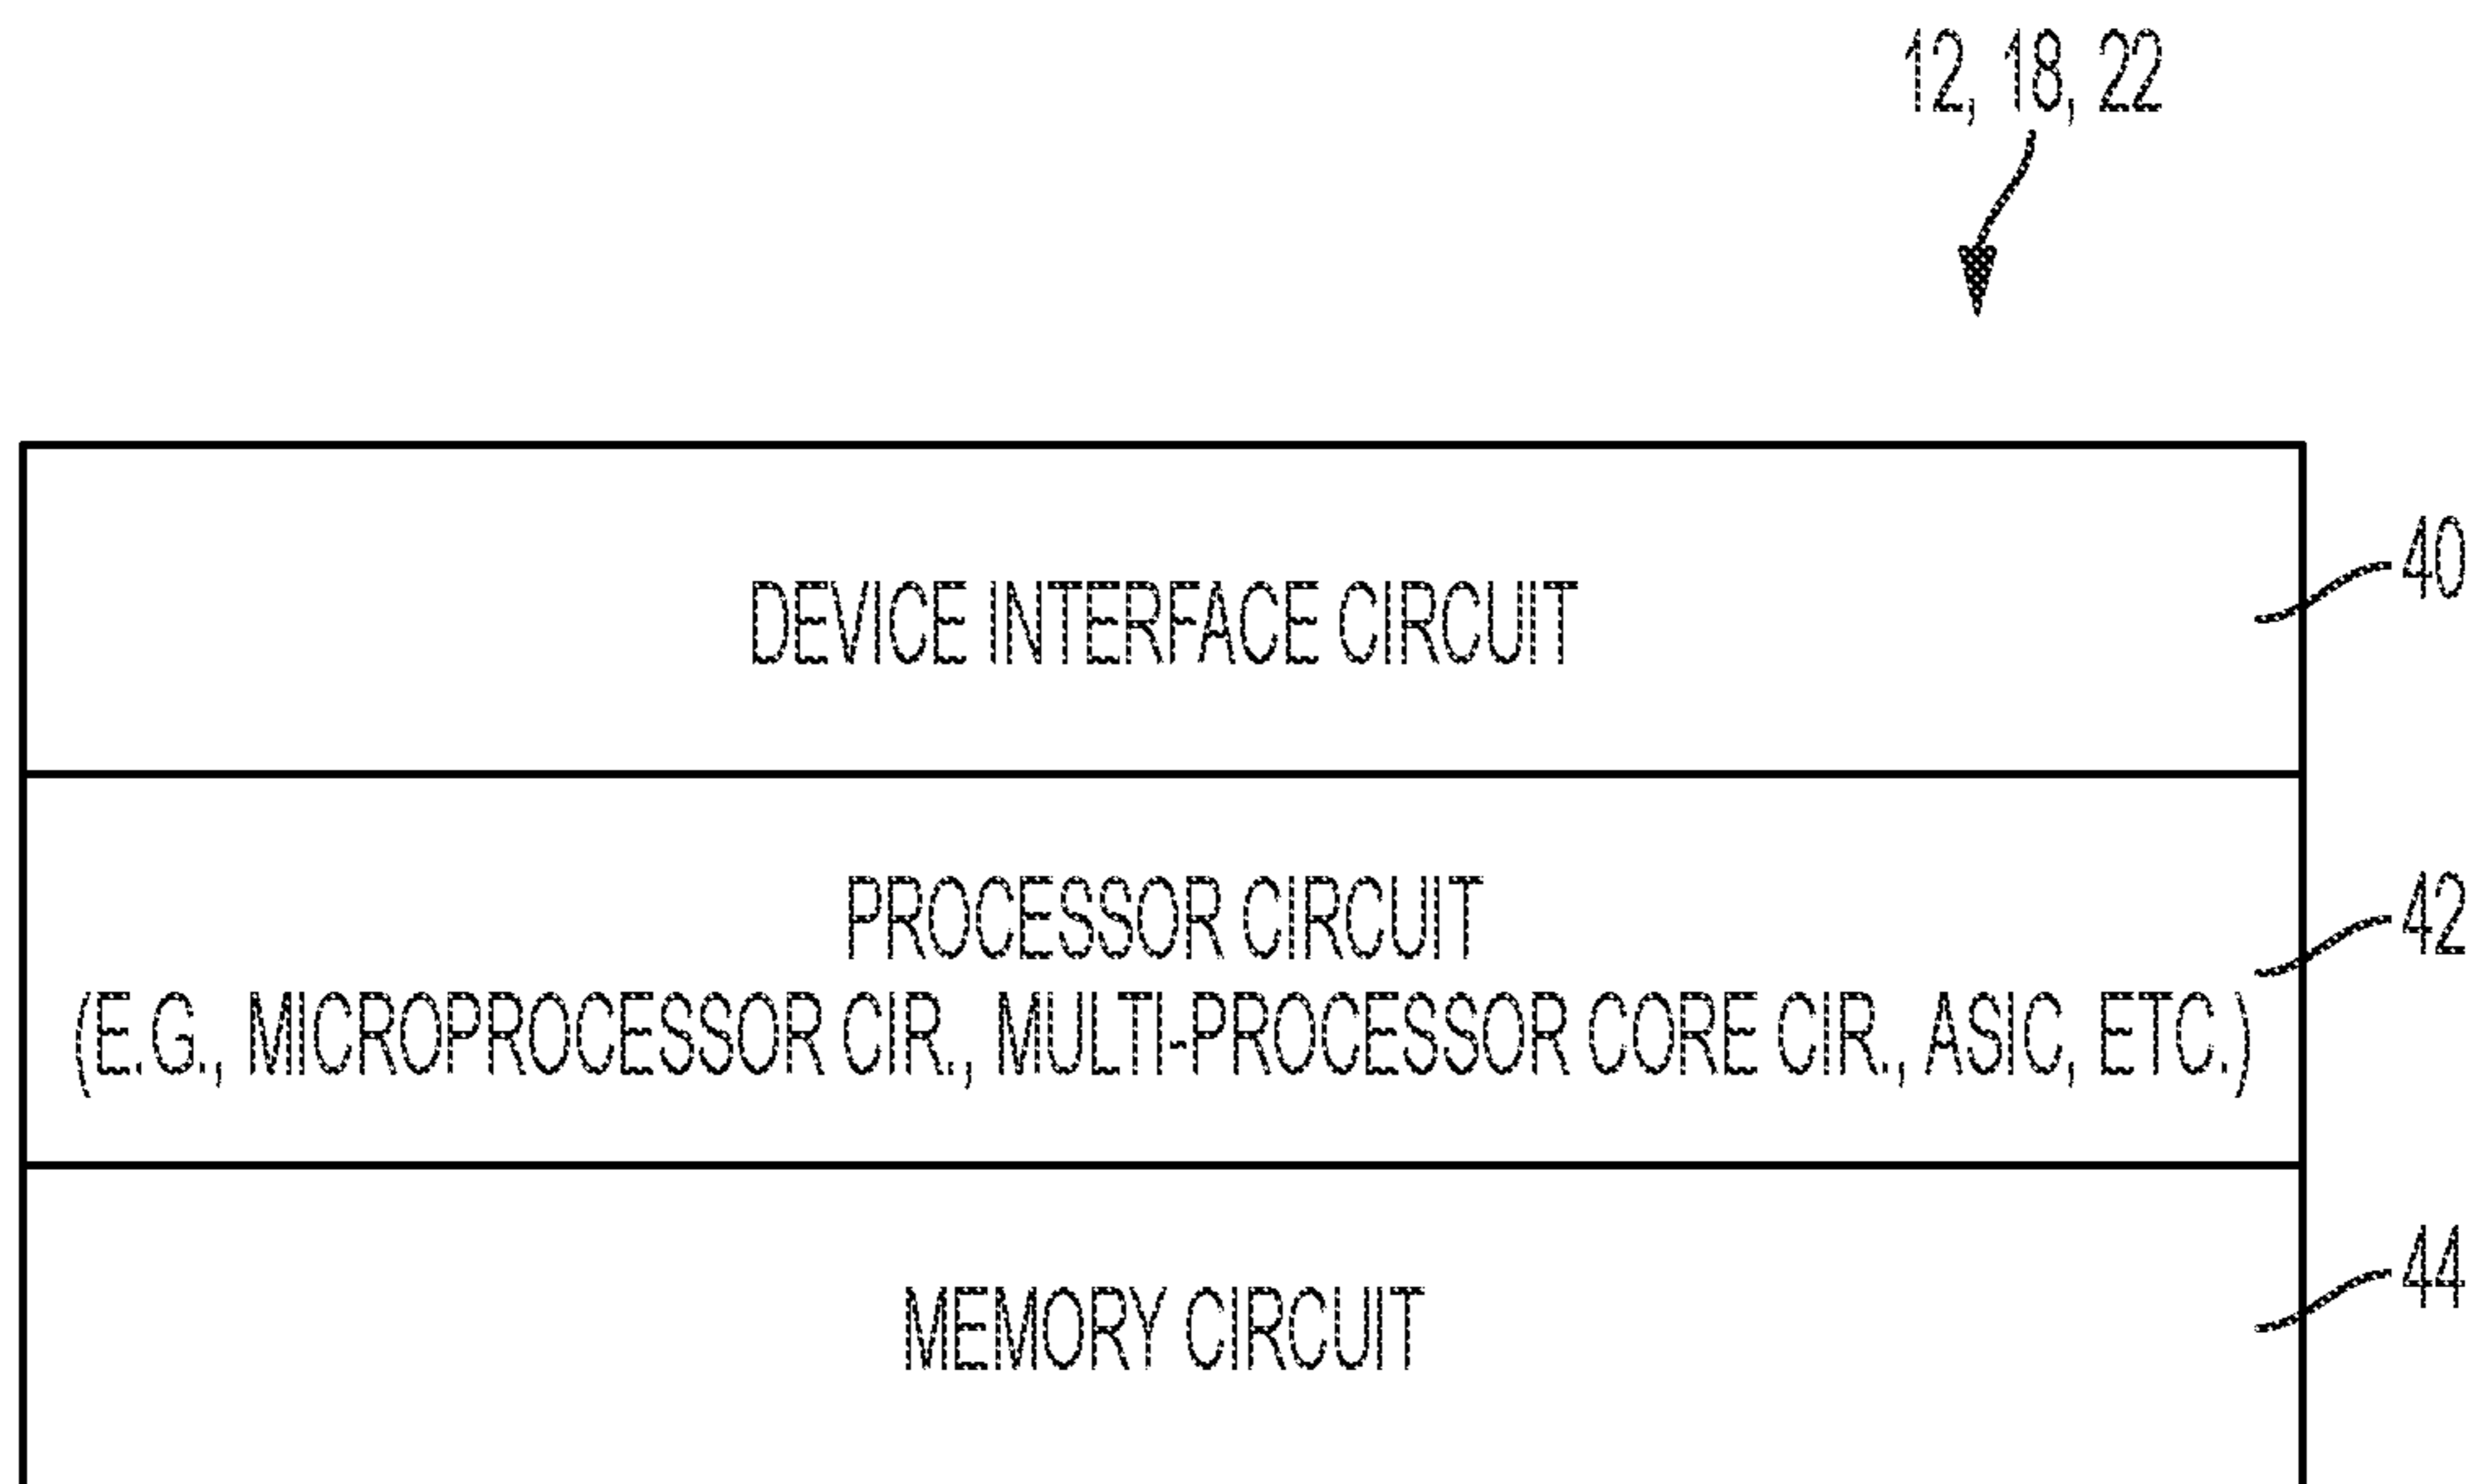 12, 18, 22
DEVICE INTERFACE CIRCUIT
40
PROCESSOR CIRCUIT
42
(E.G., MICROPROCESSOR CIR., MULTI-PROCESSOR CORE CIR., ASIC, ETC.)
MEMORY CIRCUIT
44